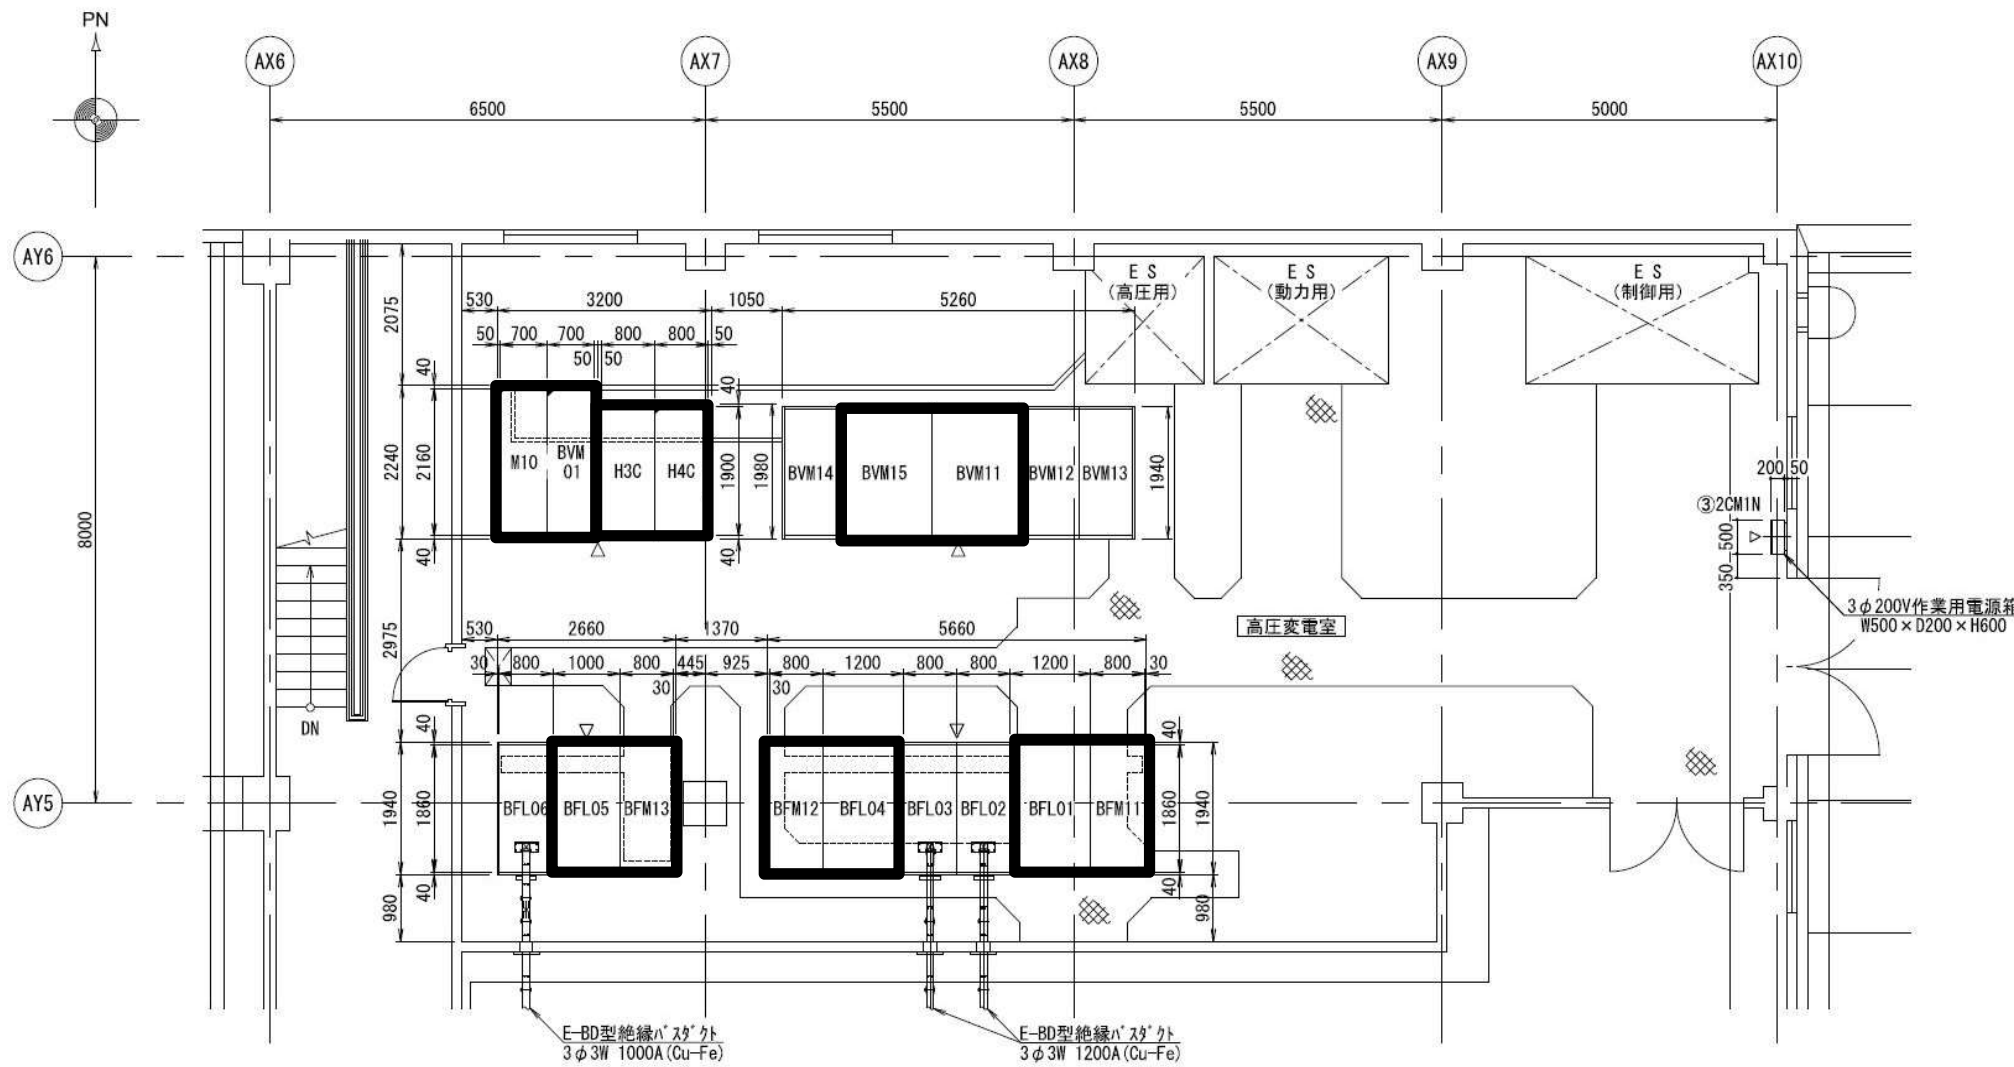 PN
AX6
AX7
AX8
AX9
AX10
6500
5500
5500
5000
AY6
E S
(高圧用)
E S
(動力用)
E S
(制御用)
2075
530
3200
1050
5260
50
700
700
800
800
50
50
50
40
40
8000
2240
2160
M10
BVM
01
H3C
H4C
1900
1980
BVM14
BVM15
BVM11
BVM12
BVM13
1940
200
50
③2CM1N
500
350
40
40
3φ200V作業用電源箱
W500×D200×H600
高圧変電室
2975
530
2660
1370
5660
30
800
1000
800
445
925
800
1200
800
800
1200
800
30
30
30
DN
40
40
AY5
1940
1860
BFL06
BFL05
BFM13
BFM12
BFL04
BFL03
BFL02
BFL01
BFM11
1860
1940
40
40
980
980
E-BD型絶縁バスダクト
3φ3W 1000A(Cu-Fe)
E-BD型絶縁バスダクト
3φ3W 1200A(Cu-Fe)